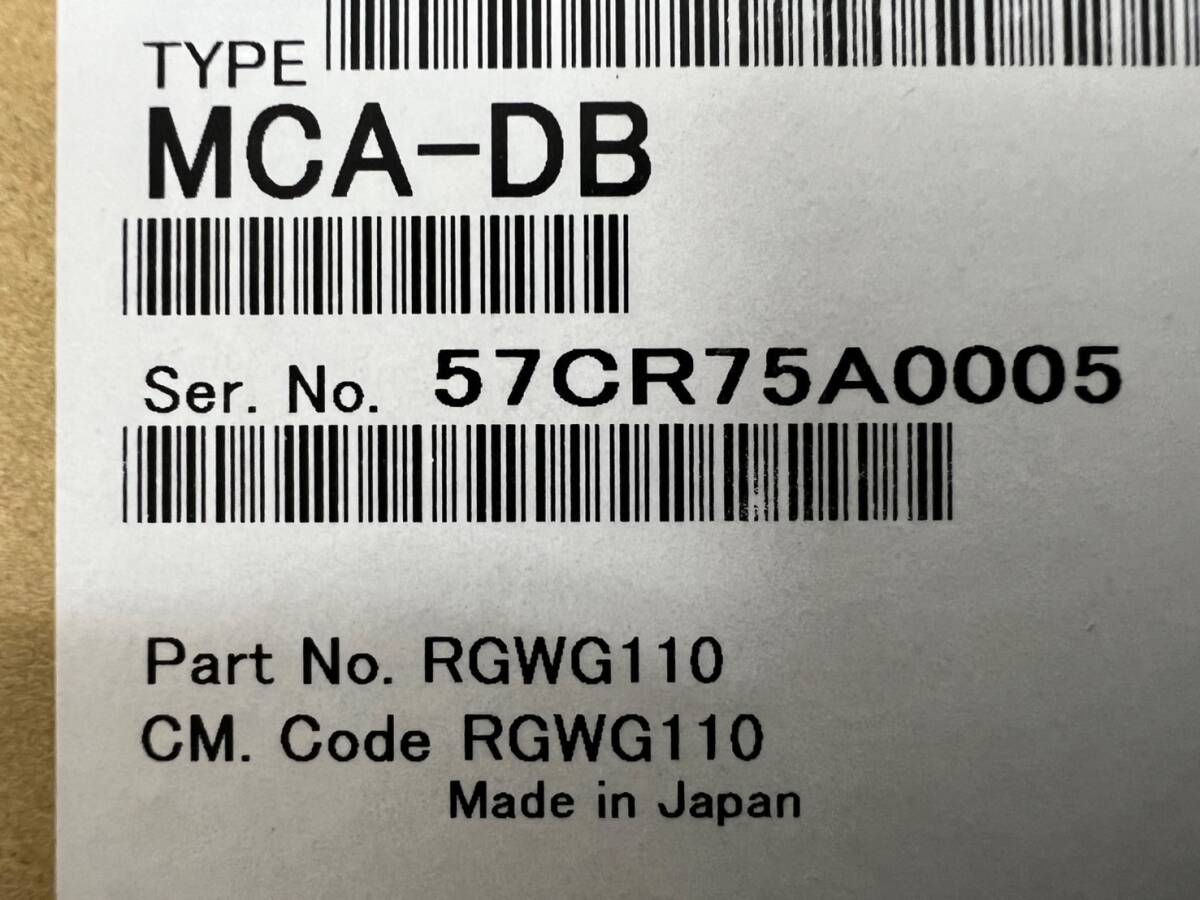 TYPE
MCA-DB
Ser. No. 57CR75A0005
Part No. RGWG110
CM. Code RGWG110
Made in Japan